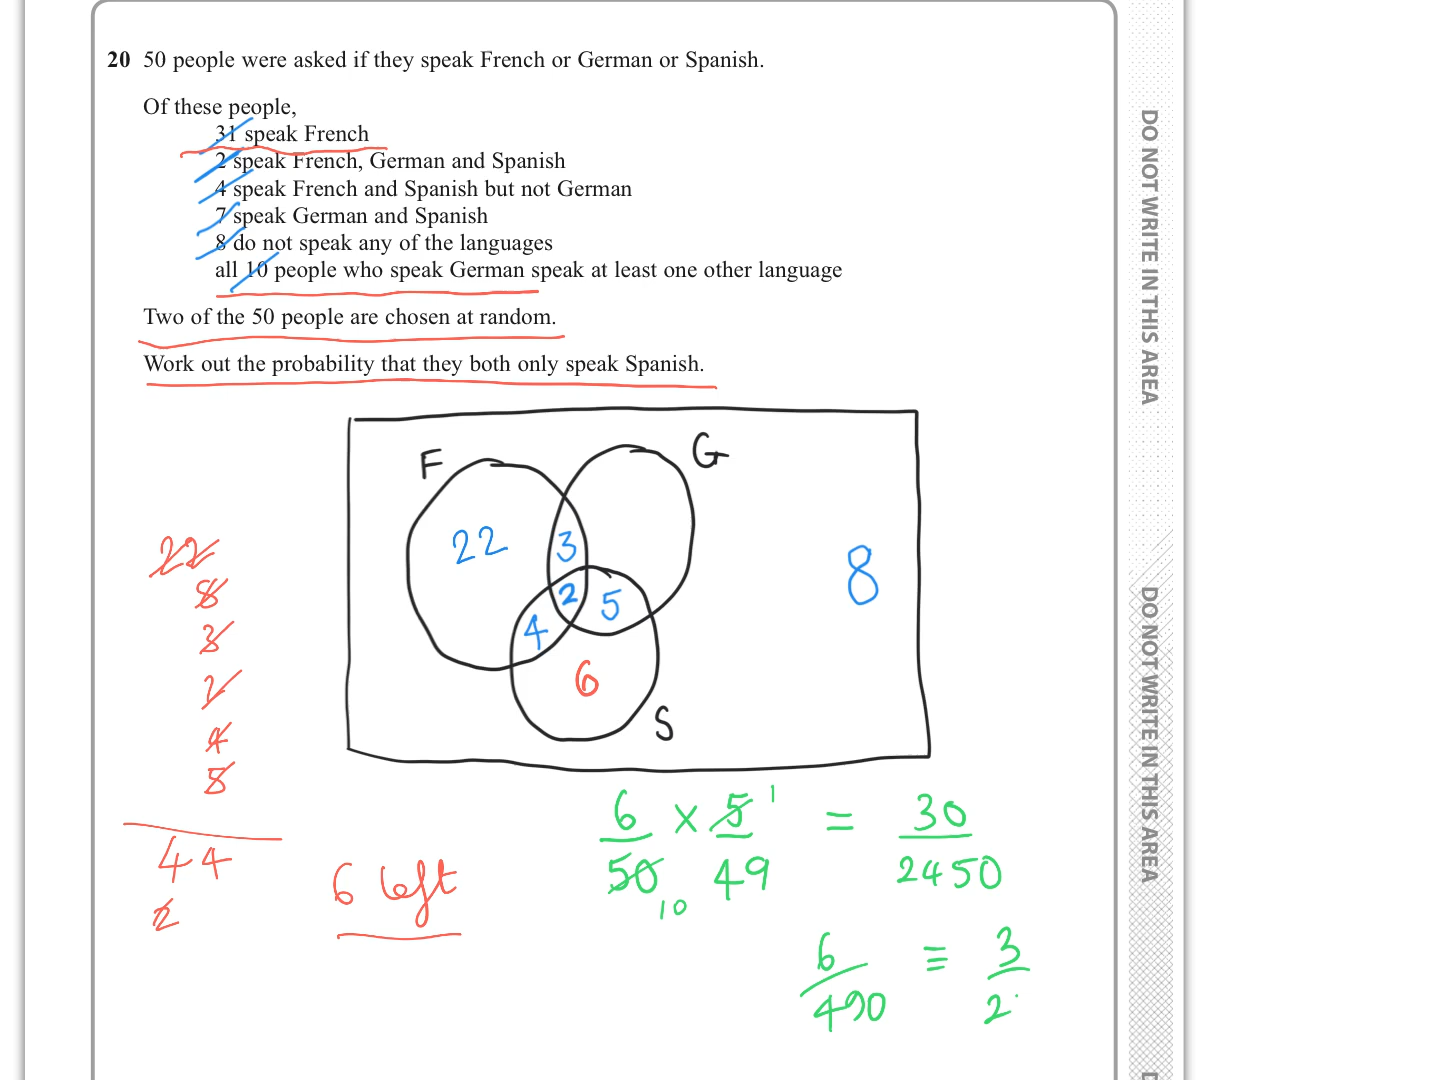 20 50 people were asked if they speak French or German or Spanish.
Of these people,
31 speak French
2 speak French, German and Spanish
4 speak French and Spanish but not German
7 speak German and Spanish
8 do not speak any of the languages
all 10 people who speak German speak at least one other language
Two of the 50 people are chosen at random.
Work out the probability that they both only speak Spanish.
F
G
22
3
8
2
5
4
6
S
22
8
3
2
4
5
44
2
6 left
6/50 × 5/49 = 30/2450
1
10
6/490 ≡ 3/2
DO NOT WRITE IN THIS AREA
DO NOT WRITE IN THIS AREA